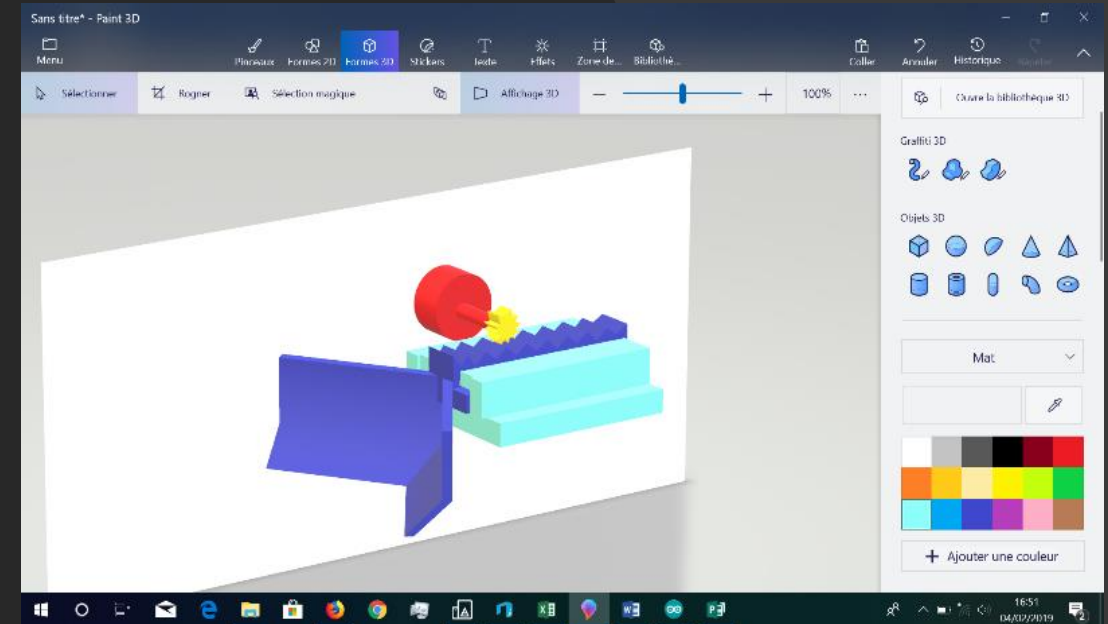 Sans titre* - Paint 3D
Menu
Pinceaux
Formes 2D
Formes 3D
Stickers
Texte
Effets
Zone de...
Bibliothè...
Coller
Annuler
Historique
Sélectionner
Rogner
Sélection magique
Affichage 3D
100%
Ouvre la bibliothèque 3D
Graffiti 3D
Objets 3D
Mat
Ajouter une couleur
16:51
04/02/2019